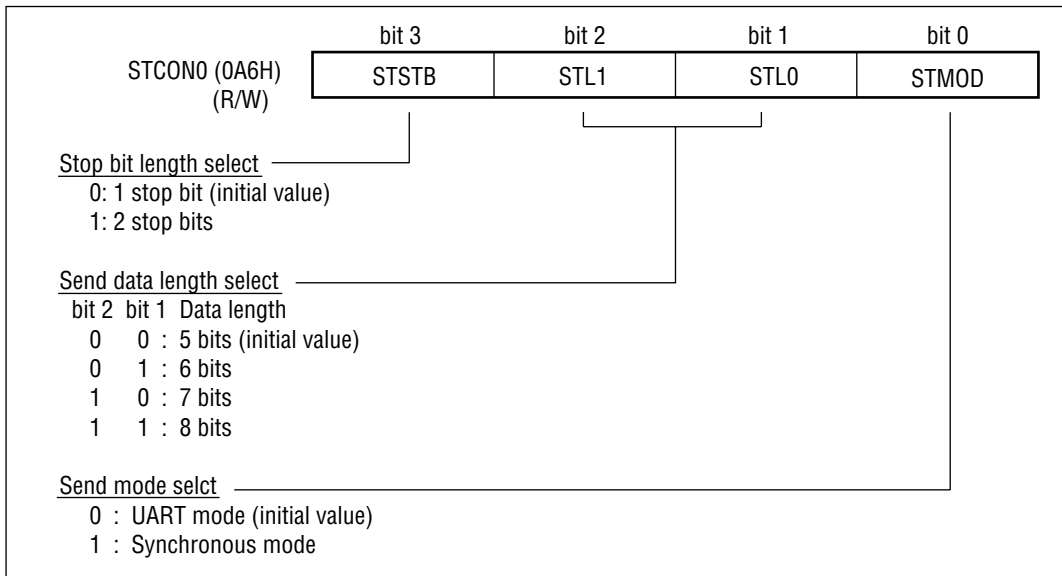 bit 3 bit 2 bit 1 bit 0
STCON0 (0A6H) STSTB STL1 STL0 STMOD
(R/W)
Stop bit length select
0: 1 stop bit (initial value)
1: 2 stop bits
Send data length select
bit 2 bit 1 Data length
0 0 : 5 bits (initial value)
0 1 : 6 bits
1 0 : 7 bits
1 1 : 8 bits
Send mode selct
0 : UART mode (initial value)
1 : Synchronous mode